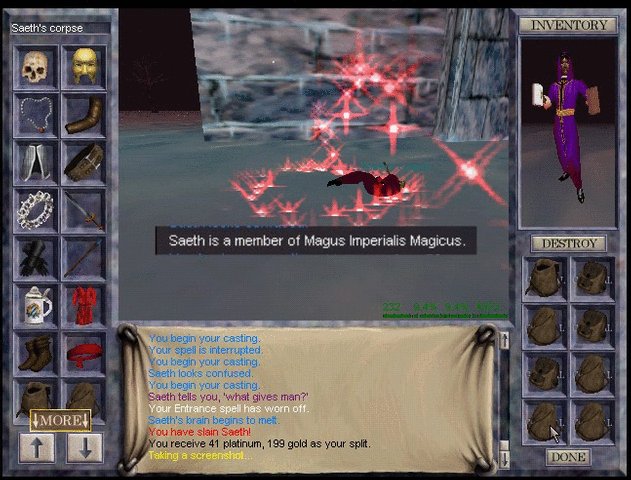 Saeth's corpse
INVENTORY
Saeth is a member of Magus Imperialis Magicus.
DESTROY
You begin your casting.
Your spell is interrupted.
You begin your casting.
Saeth looks confused.
You begin your casting.
Saeth tells you, 'what gives man?'
Your Entrance spell has worn off.
Saeth's brain begins to melt.
You have slain Saeth!
You receive 41 platinum, 199 gold as your split.
Taking a screenshot...
MORE
DONE